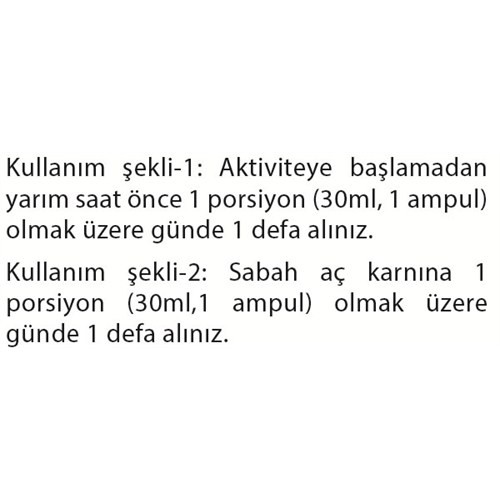 Kullanım şekli-1: Aktiviteye başlamadan
yarım saat önce 1 porsiyon (30ml, 1 ampul)
olmak üzere günde 1 defa alınız.
Kullanım şekli-2: Sabah aç karnına 1
porsiyon (30ml,1 ampul) olmak üzere
günde 1 defa alınız.